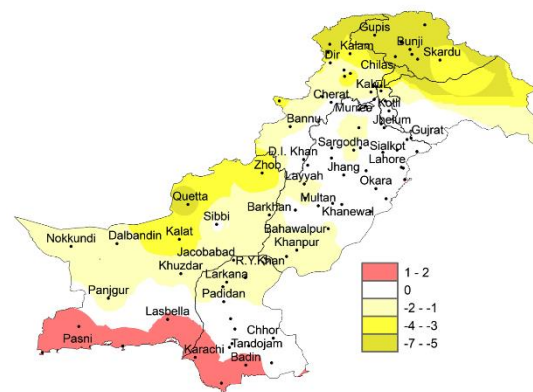 Gupis
Bunji
Kalam
Dir
Skardu
Chilas
Cherat
Kotli
Bannu
Jhelum
Gujrat
Sargodha
Sialkot
D.I. Khan
Lahore
Zhob
Jhang
Layyah
Okara
Quetta
Multan
Barkhan
Khanewal
Sibbi
Bahawalpur
Kalat
Dalbandin
Nokkundi
Khanpur
Jacobabad
R.Y.Khan
Khuzdar
Larkana
Panjgur
Padidan
Lasbella
Chhor
Pasni
Tandojam
Karachi
Badin
1 - 2
0
-2 - -1
-4 - -3
-7 - -5